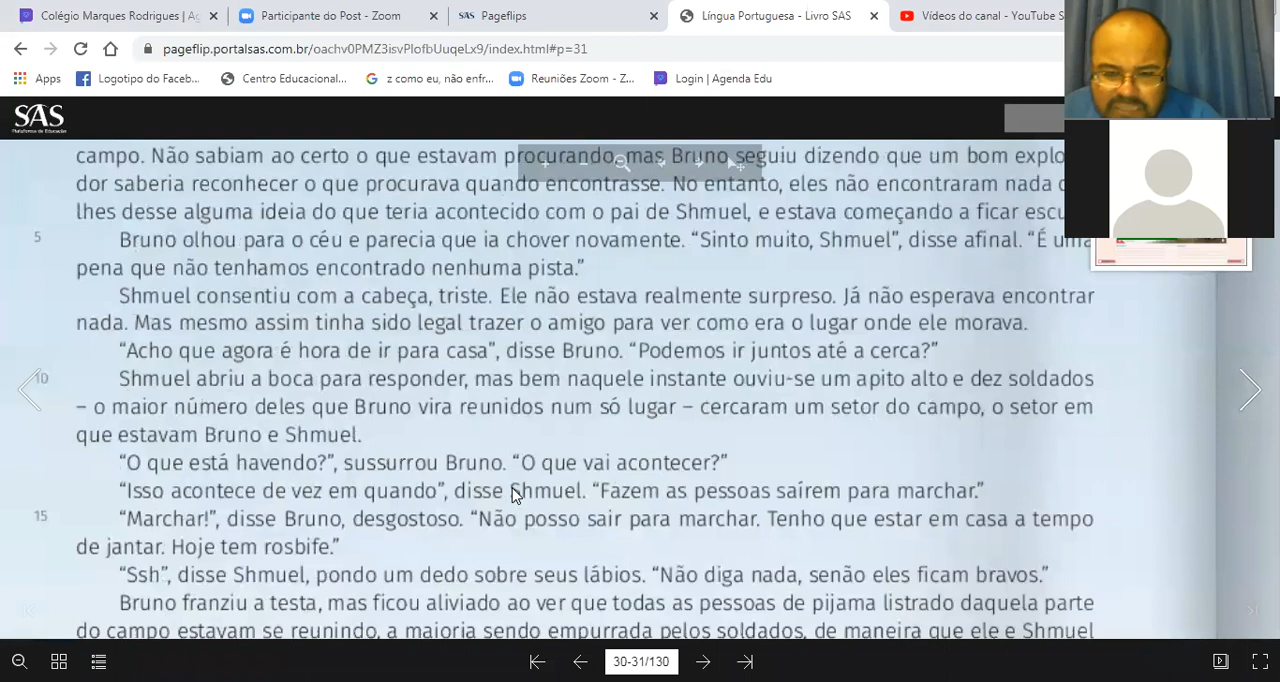 Colégio Marques Rodrigues | Ag
Participante do Post - Zoom
SAS Pageflips
Língua Portuguesa - Livro SAS
Vídeos do canal - YouTube S
pageflip.portalsas.com.br/oachv0PMZ3isvPlofbUuqeLx9/index.html#p=31
Apps
Logotipo do Faceb...
Centro Educacional...
z como eu, não enfr...
Reuniões Zoom - Z...
Login | Agenda Edu
SAS
Plataforma de Educação
campo. Não sabiam ao certo o que estavam procurando, mas Bruno seguiu dizendo que um bom explo
dor saberia reconhecer o que procurava quando encontrasse. No entanto, eles não encontraram nada
lhes desse alguma ideia do que teria acontecido com o pai de Shmuel, e estava começando a ficar escu
5 Bruno olhou para o céu e parecia que ia chover novamente. “Sinto muito, Shmuel”, disse afinal. “É uma
pena que não tenhamos encontrado nenhuma pista.”
Shmuel consentiu com a cabeça, triste. Ele não estava realmente surpreso. Já não esperava encontrar
nada. Mas mesmo assim tinha sido legal trazer o amigo para ver como era o lugar onde ele morava.
“Acho que agora é hora de ir para casa”, disse Bruno. “Podemos ir juntos até a cerca?”
10 Shmuel abriu a boca para responder, mas bem naquele instante ouviu-se um apito alto e dez soldados
– o maior número deles que Bruno vira reunidos num só lugar – cercaram um setor do campo, o setor em
que estavam Bruno e Shmuel.
“O que está havendo?”, sussurrou Bruno. “O que vai acontecer?”
“Isso acontece de vez em quando”, disse Shmuel. “Fazem as pessoas saírem para marchar.”
15 “Marchar!”, disse Bruno, desgostoso. “Não posso sair para marchar. Tenho que estar em casa a tempo
de jantar. Hoje tem rosbife.”
“Ssh”, disse Shmuel, pondo um dedo sobre seus lábios. “Não diga nada, senão eles ficam bravos.”
Bruno franziu a testa, mas ficou aliviado ao ver que todas as pessoas de pijama listrado daquela parte
do campo estavam se reunindo, a maioria sendo empurrada pelos soldados, de maneira que ele e Shmuel
30-31/130